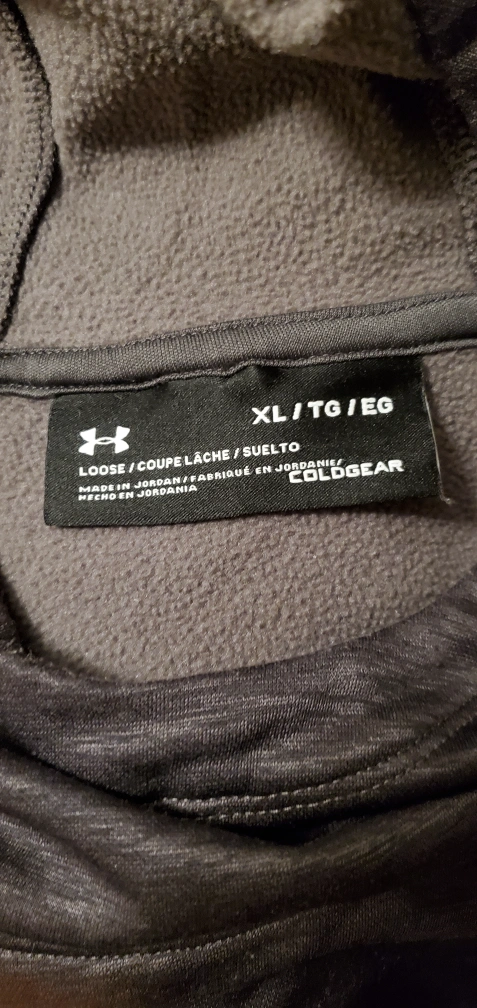 XL / TG / EG
LOOSE / COUPE LÂCHE / SUELTO
MADE IN JORDAN / FABRIQUÉ EN JORDANIE /
HECHO EN JORDANIA
COLDGEAR